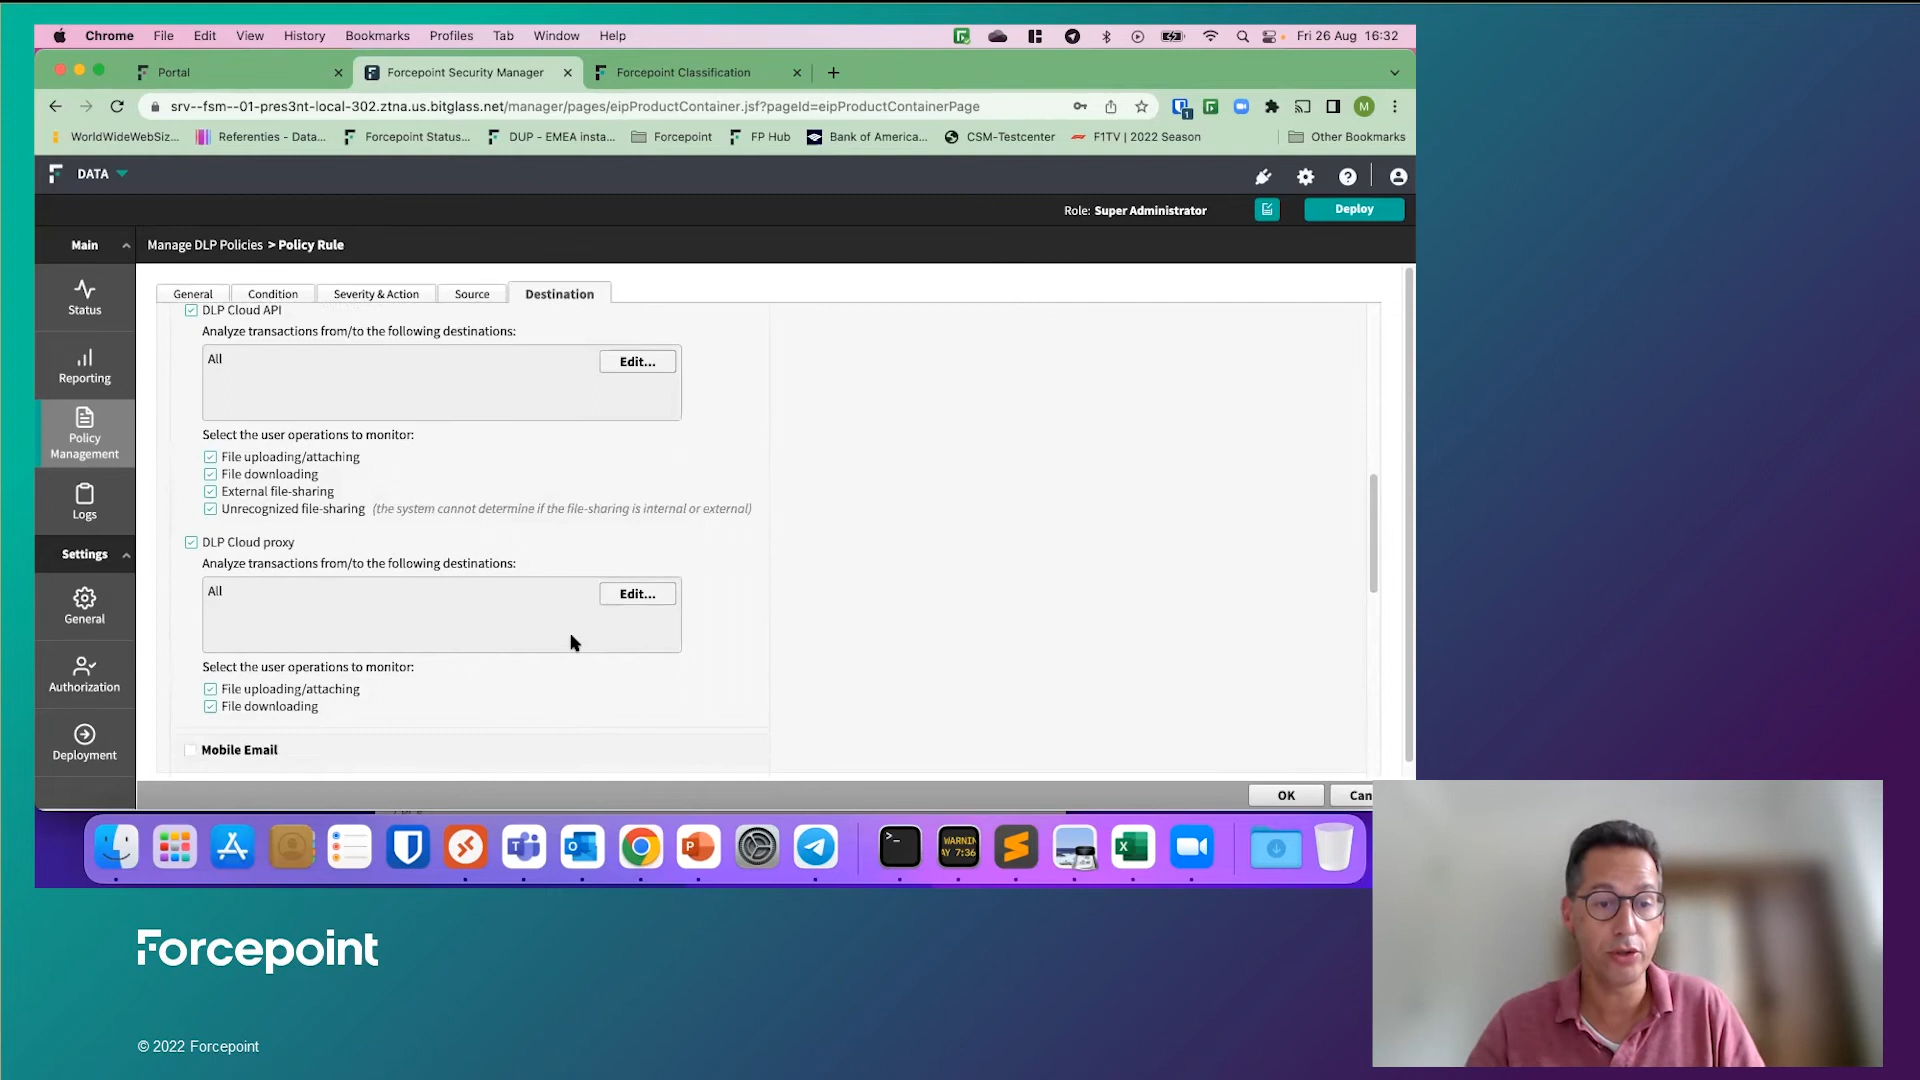 Chrome File Edit View History Bookmarks Profiles Tab Window Help Fri 26 Aug 16:32
Portal Forcepoint Security Manager Forcepoint Classification
srv--fsm--01-pres3nt-local-302.ztna.us.bitglass.net/manager/pages/eipProductContainer.jsf?pageId=eipProductContainerPage
1
M
WorldWideWebSiz... Referenties - Data... Forcepoint Status... DUP - EMEA insta... Forcepoint FP Hub Bank of America... CSM-Testcenter F1TV | 2022 Season Other Bookmarks
DATA
Role: Super Administrator Deploy
Main
Manage DLP Policies > Policy Rule
Status
Reporting
Policy
Management
Logs
Settings
General
Authorization
Deployment
General Condition Severity & Action Source Destination
DLP Cloud API
Analyze transactions from/to the following destinations:
All Edit...
Select the user operations to monitor:
File uploading/attaching
File downloading
External file-sharing
Unrecognized file-sharing (the system cannot determine if the file-sharing is internal or external)
DLP Cloud proxy
Analyze transactions from/to the following destinations:
All Edit...
Select the user operations to monitor:
File uploading/attaching
File downloading
Mobile Email
OK Can
WARNIN
AY 7:36
Forcepoint
© 2022 Forcepoint